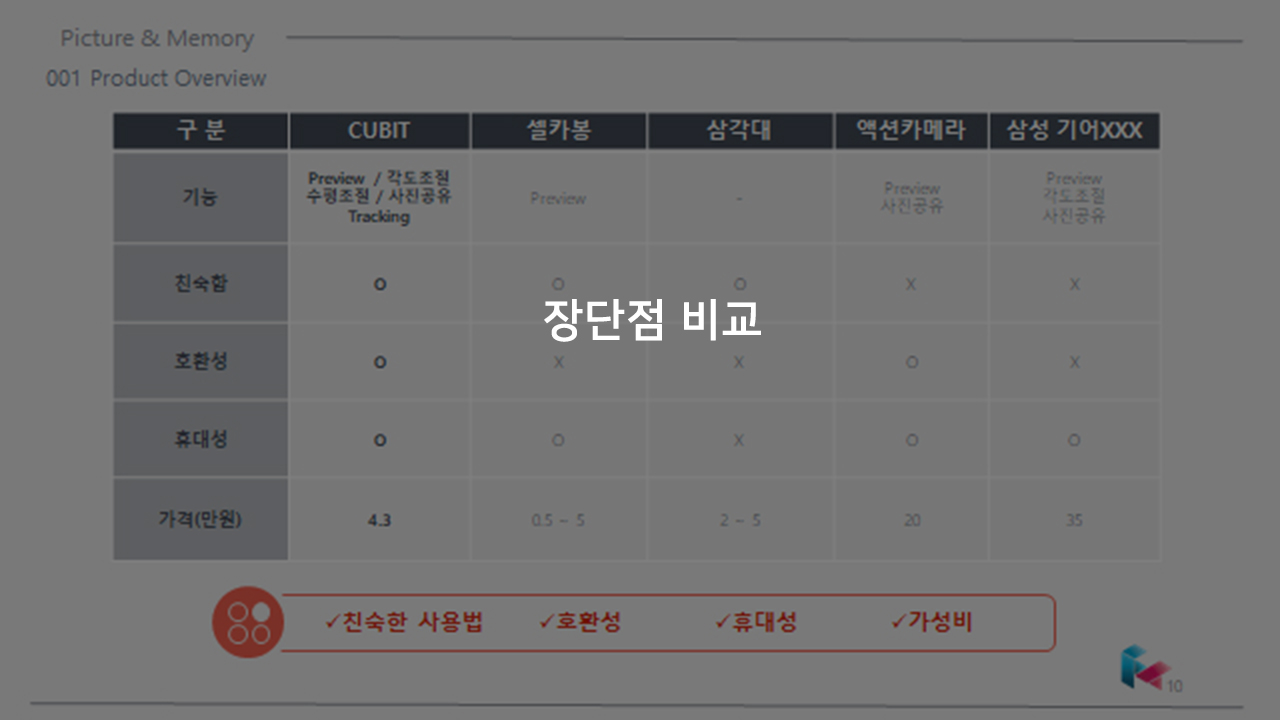 Picture & Memory
001 Product Overview
구 분 CUBIT 셀카봉 삼각대 액션카메라 삼성 기어XXX
기능
Preview / 각도조절
수평조절 / 사진공유
Tracking
Preview
-
Preview
사진공유
Preview
각도조절
사진공유
친숙함 O O O X X
장단점 비교
호환성 O X X O X
휴대성 O O X O O
가격(만원) 4.3 0.5 ~ 5 2 ~ 5 20 35
✓친숙한 사용법 ✓호환성 ✓휴대성 ✓가성비
10